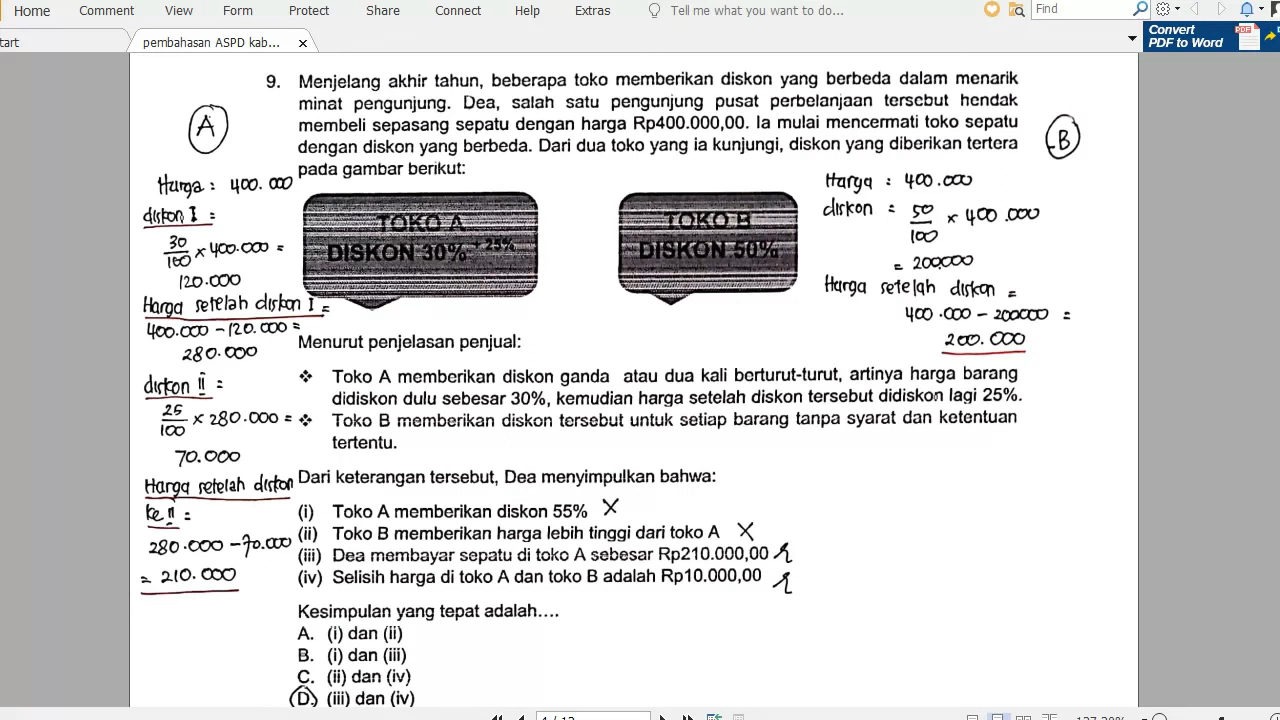 Home Comment View Form Protect Share Connect Help Extras Tell me what you want to do... Find
tart pembahasan ASPD kab... ×
Convert
PDF to Word
PDF
9. Menjelang akhir tahun, beberapa toko memberikan diskon yang berbeda dalam menarik
minat pengunjung. Dea, salah satu pengunjung pusat perbelanjaan tersebut hendak
membeli sepasang sepatu dengan harga Rp400.000,00. Ia mulai mencermati toko sepatu
dengan diskon yang berbeda. Dari dua toko yang ia kunjungi, diskon yang diberikan tertera
pada gambar berikut:
A
Harga : 400.000
diskon I =
30/100 × 400.000 =
120.000
Harga setelah diskon I =
400.000 - 120.000 =
280.000
diskon ii =
25/100 × 280.000 =
70.000
Harga setelah diskon
ke ii =
280.000 - 70.000
= 210.000
TOKO A
DISKON 30% + 25%
TOKO B
DISKON 50%
B
Harga : 400.000
diskon = 50/100 × 400.000
= 200.000
Harga setelah diskon =
400.000 - 200000 =
200.000
Menurut penjelasan penjual:
❖ Toko A memberikan diskon ganda atau dua kali berturut-turut, artinya harga barang
didiskon dulu sebesar 30%, kemudian harga setelah diskon tersebut didiskon lagi 25%.
❖ Toko B memberikan diskon tersebut untuk setiap barang tanpa syarat dan ketentuan
tertentu.
Dari keterangan tersebut, Dea menyimpulkan bahwa:
(i) Toko A memberikan diskon 55% ×
(ii) Toko B memberikan harga lebih tinggi dari toko A ×
(iii) Dea membayar sepatu di toko A sebesar Rp210.000,00
(iv) Selisih harga di toko A dan toko B adalah Rp10.000,00
Kesimpulan yang tepat adalah....
A. (i) dan (ii)
B. (i) dan (iii)
C. (ii) dan (iv)
D. (iii) dan (iv)